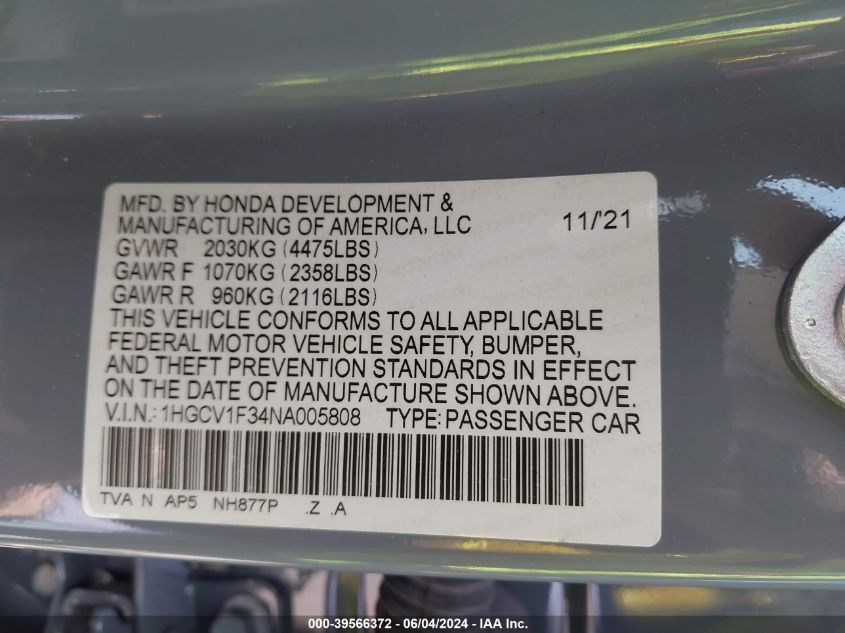 MFD. BY HONDA DEVELOPMENT &
MANUFACTURING OF AMERICA, LLC 11/'21
GVWR 2030KG (4475LBS)
GAWR F 1070KG (2358LBS)
GAWR R 960KG (2116LBS)
THIS VEHICLE CONFORMS TO ALL APPLICABLE
FEDERAL MOTOR VEHICLE SAFETY, BUMPER,
AND THEFT PREVENTION STANDARDS IN EFFECT
ON THE DATE OF MANUFACTURE SHOWN ABOVE.
V.I.N.: 1HGCV1F34NA005808 TYPE: PASSENGER CAR
TVA N AP5 NH877P .Z .A
000-39566372 - 06/04/2024 - IAA Inc.